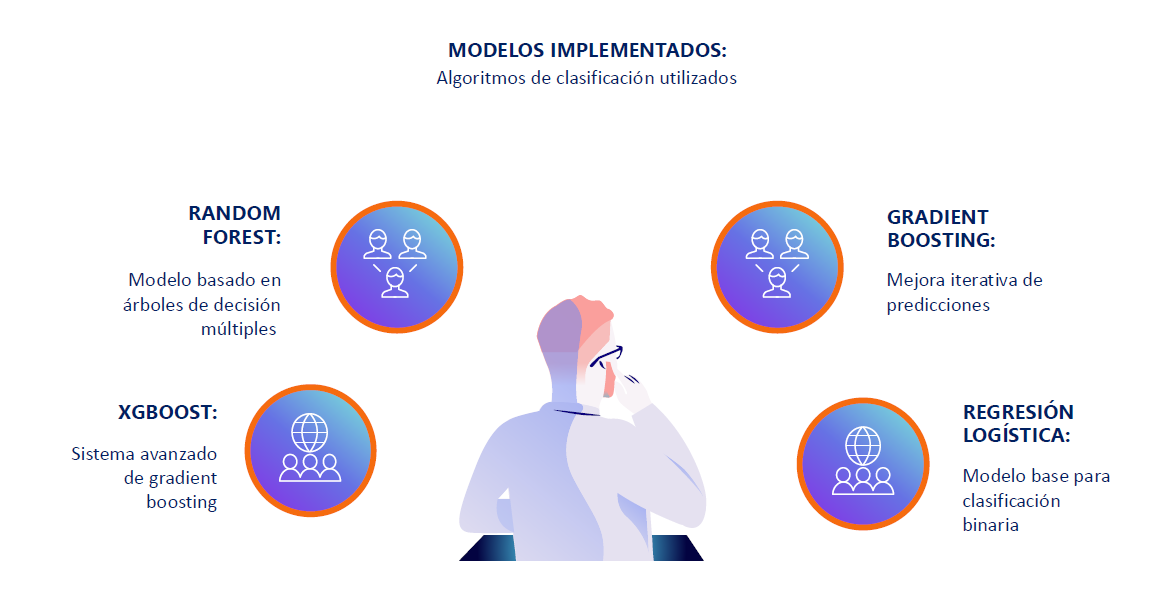 MODELOS IMPLEMENTADOS:
Algoritmos de clasificación utilizados
RANDOM
FOREST:
Modelo basado en
árboles de decisión
múltiples
GRADIENT
BOOSTING:
Mejora iterativa de
predicciones
XGBOOST:
Sistema avanzado
de gradient
boosting
REGRESIÓN
LOGÍSTICA:
Modelo base para
clasificación
binaria